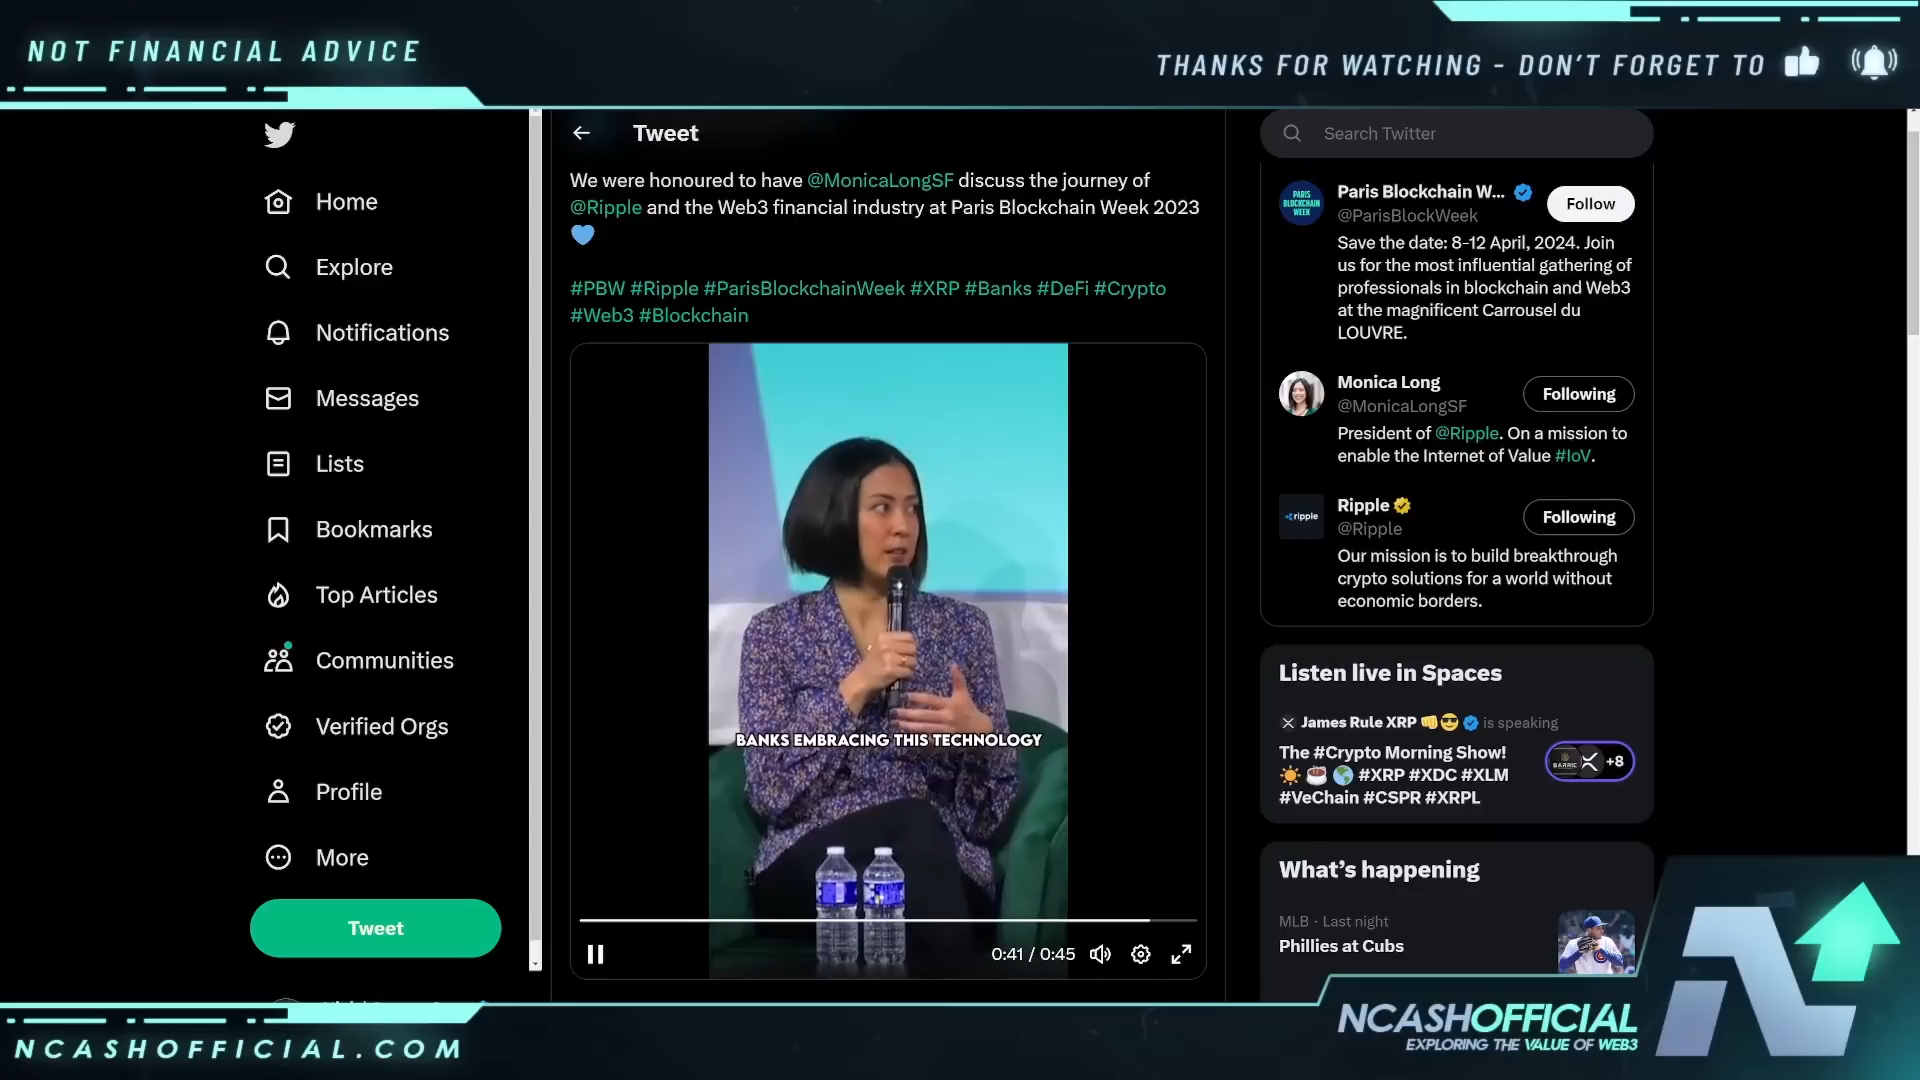 NOT FINANCIAL ADVICE
THANKS FOR WATCHING - DON'T FORGET TO
Home
Explore
Notifications
Messages
Lists
Bookmarks
Top Articles
Communities
Verified Orgs
Profile
More
Tweet
Tweet
We were honoured to have @MonicaLongSF discuss the journey of
@Ripple and the Web3 financial industry at Paris Blockchain Week 2023
💙
#PBW #Ripple #ParisBlockchainWeek #XRP #Banks #DeFi #Crypto
#Web3 #Blockchain
BANKS EMBRACING THIS TECHNOLOGY
0:41 / 0:45
Search Twitter
PARIS
BLOCKCHAIN
WEEK
Paris Blockchain W...
@ParisBlockWeek
Follow
Save the date: 8-12 April, 2024. Join
us for the most influential gathering of
professionals in blockchain and Web3
at the magnificent Carrousel du
LOUVRE.
Monica Long
@MonicaLongSF
Following
President of @Ripple. On a mission to
enable the Internet of Value #IoV.
ripple
Ripple
@Ripple
Following
Our mission is to build breakthrough
crypto solutions for a world without
economic borders.
Listen live in Spaces
James Rule XRP 👊😎 is speaking
The #Crypto Morning Show!
☀️ ☕ 🌎 #XRP #XDC #XLM
#VeChain #CSPR #XRPL
+8
What's happening
MLB · Last night
Phillies at Cubs
NCASHOFFICIAL.COM
NCASHOFFICIAL
EXPLORING THE VALUE OF WEB3